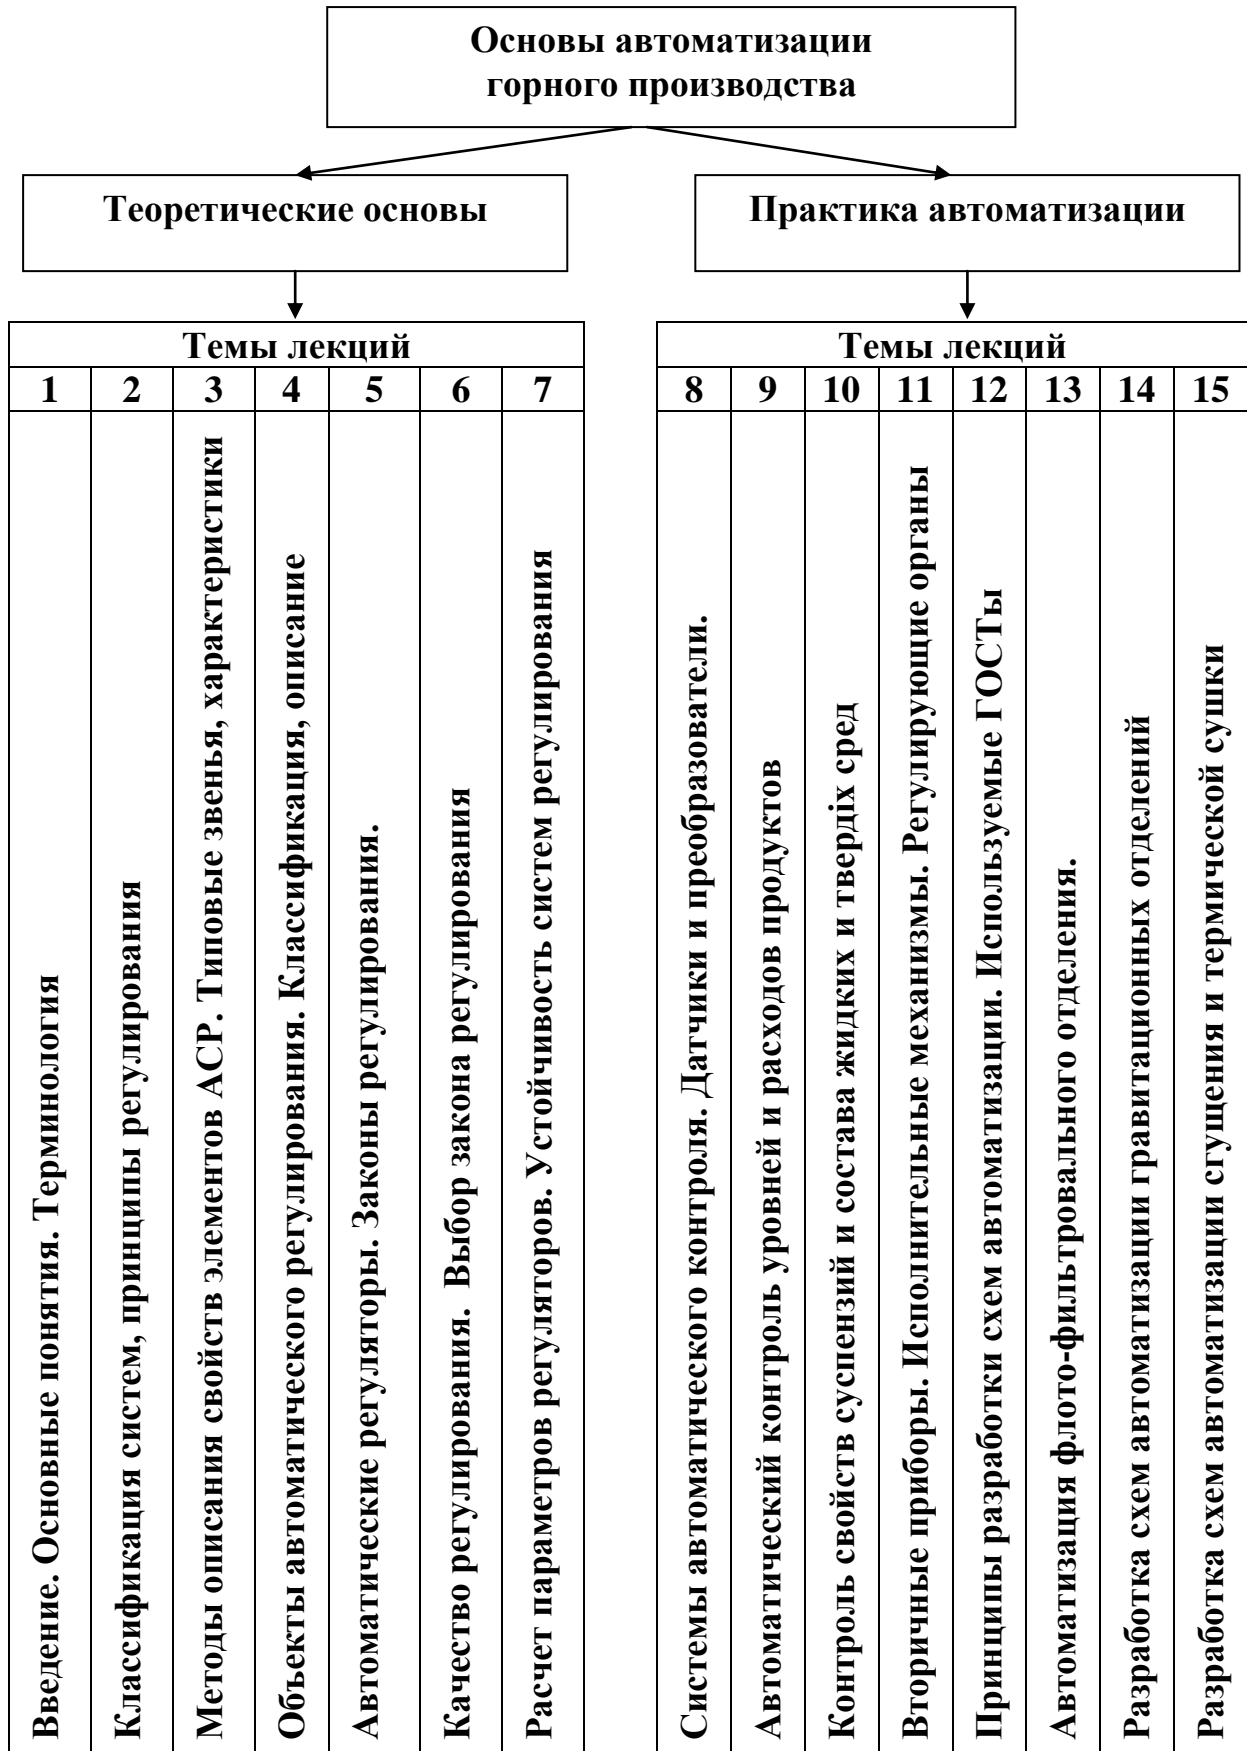 Основы автоматизации
горного производства
Теоретические основы
Практика автоматизации
Темы лекций
1 2 3 4 5 6 7
Введение. Основные понятия. Терминология
Классификация систем, принципы регулирования
Методы описания свойств элементов АСР. Типовые звенья, характеристики
Объекты автоматического регулирования. Классификация, описание
Автоматические регуляторы. Законы регулирования.
Качество регулирования.  Выбор закона регулирования
Расчет параметров регуляторов. Устойчивость систем регулирования
Темы лекций
8 9 10 11 12 13 14 15
Системы автоматического контроля. Датчики и преобразователи.
Автоматический контроль уровней и расходов продуктов
Контроль свойств суспензий и состава жидких и твердіх сред
Вторичные приборы. Исполнительные механизмы. Регулирующие органы
Принципы разработки схем автоматизации. Используемые ГОСТы
Автоматизация флото-фильтровального отделения.
Разработка схем автоматизации гравитационных отделений
Разработка схем автоматизации сгущения и термической сушки